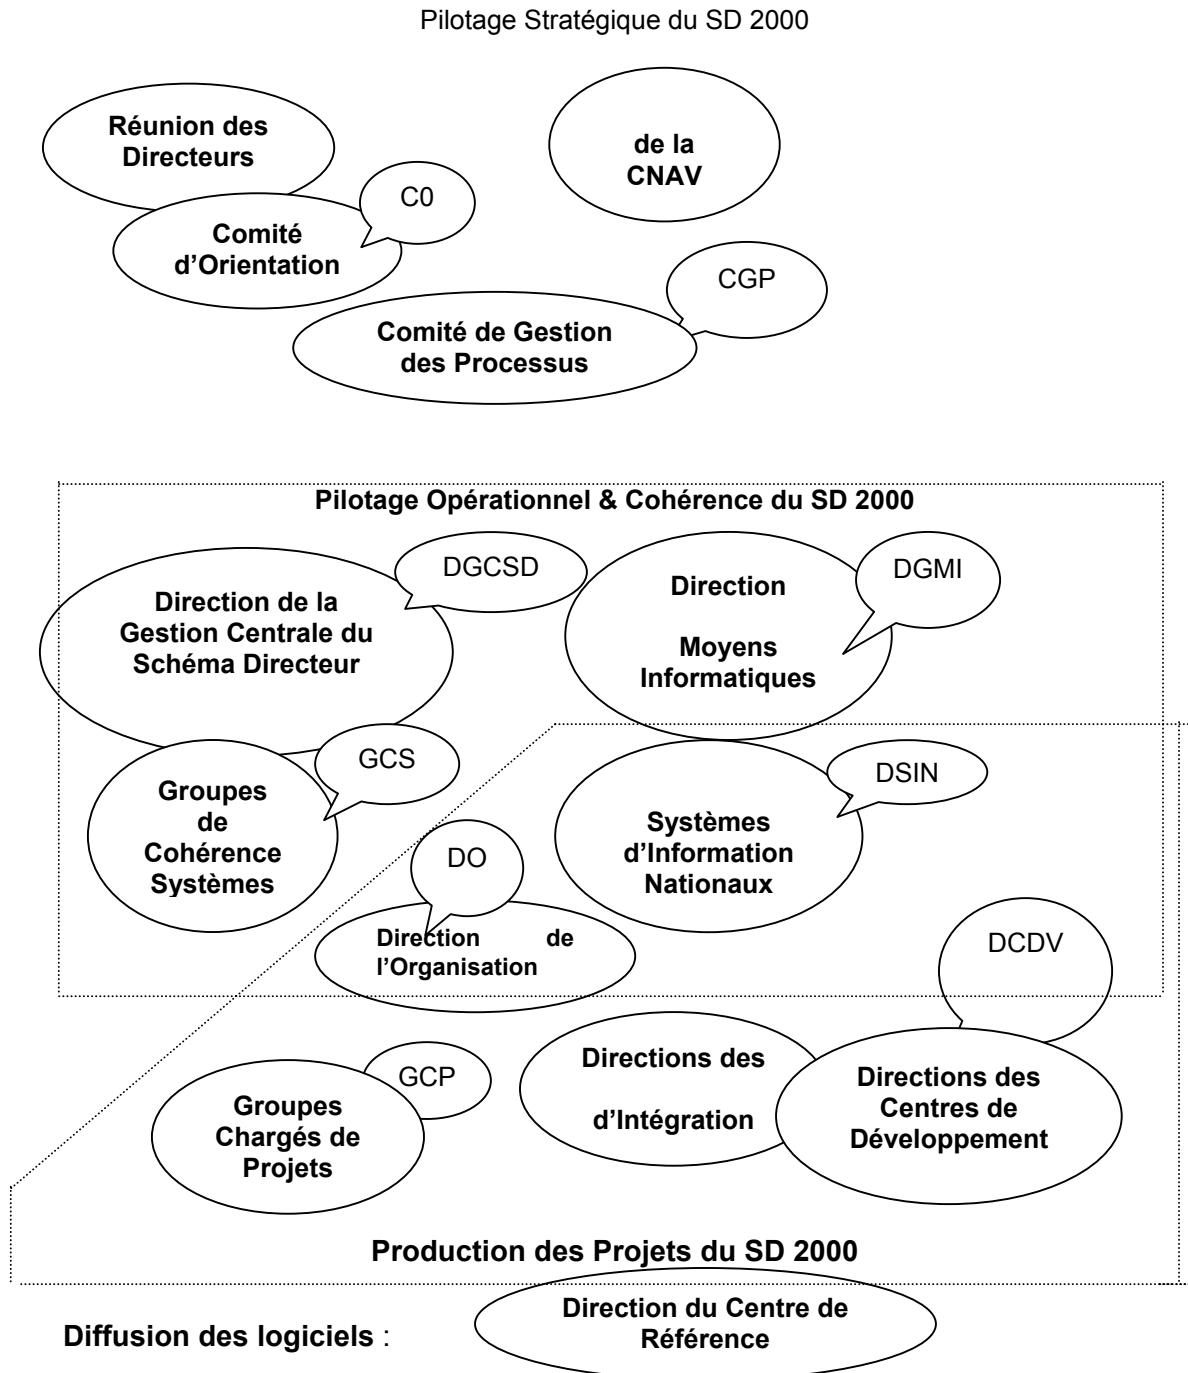 Pilotage Stratégique du SD 2000
Réunion des
Directeurs
de la
CNAV
C0
Comité
d’Orientation
CGP
Comité de Gestion
des Processus
Pilotage Opérationnel & Cohérence du SD 2000
DGCSD
Direction de la
Gestion Centrale du
Schéma Directeur
Direction
Moyens
Informatiques
DGMI
GCS
Groupes
de
Cohérence
Systèmes
DSIN
Systèmes
d’Information
Nationaux
DO
Direction de
l’Organisation
DCDV
GCP
Groupes
Chargés de
Projets
Directions des
d’Intégration
Directions des
Centres de
Développement
Production des Projets du SD 2000
Diffusion des logiciels :
Direction du Centre de
Référence